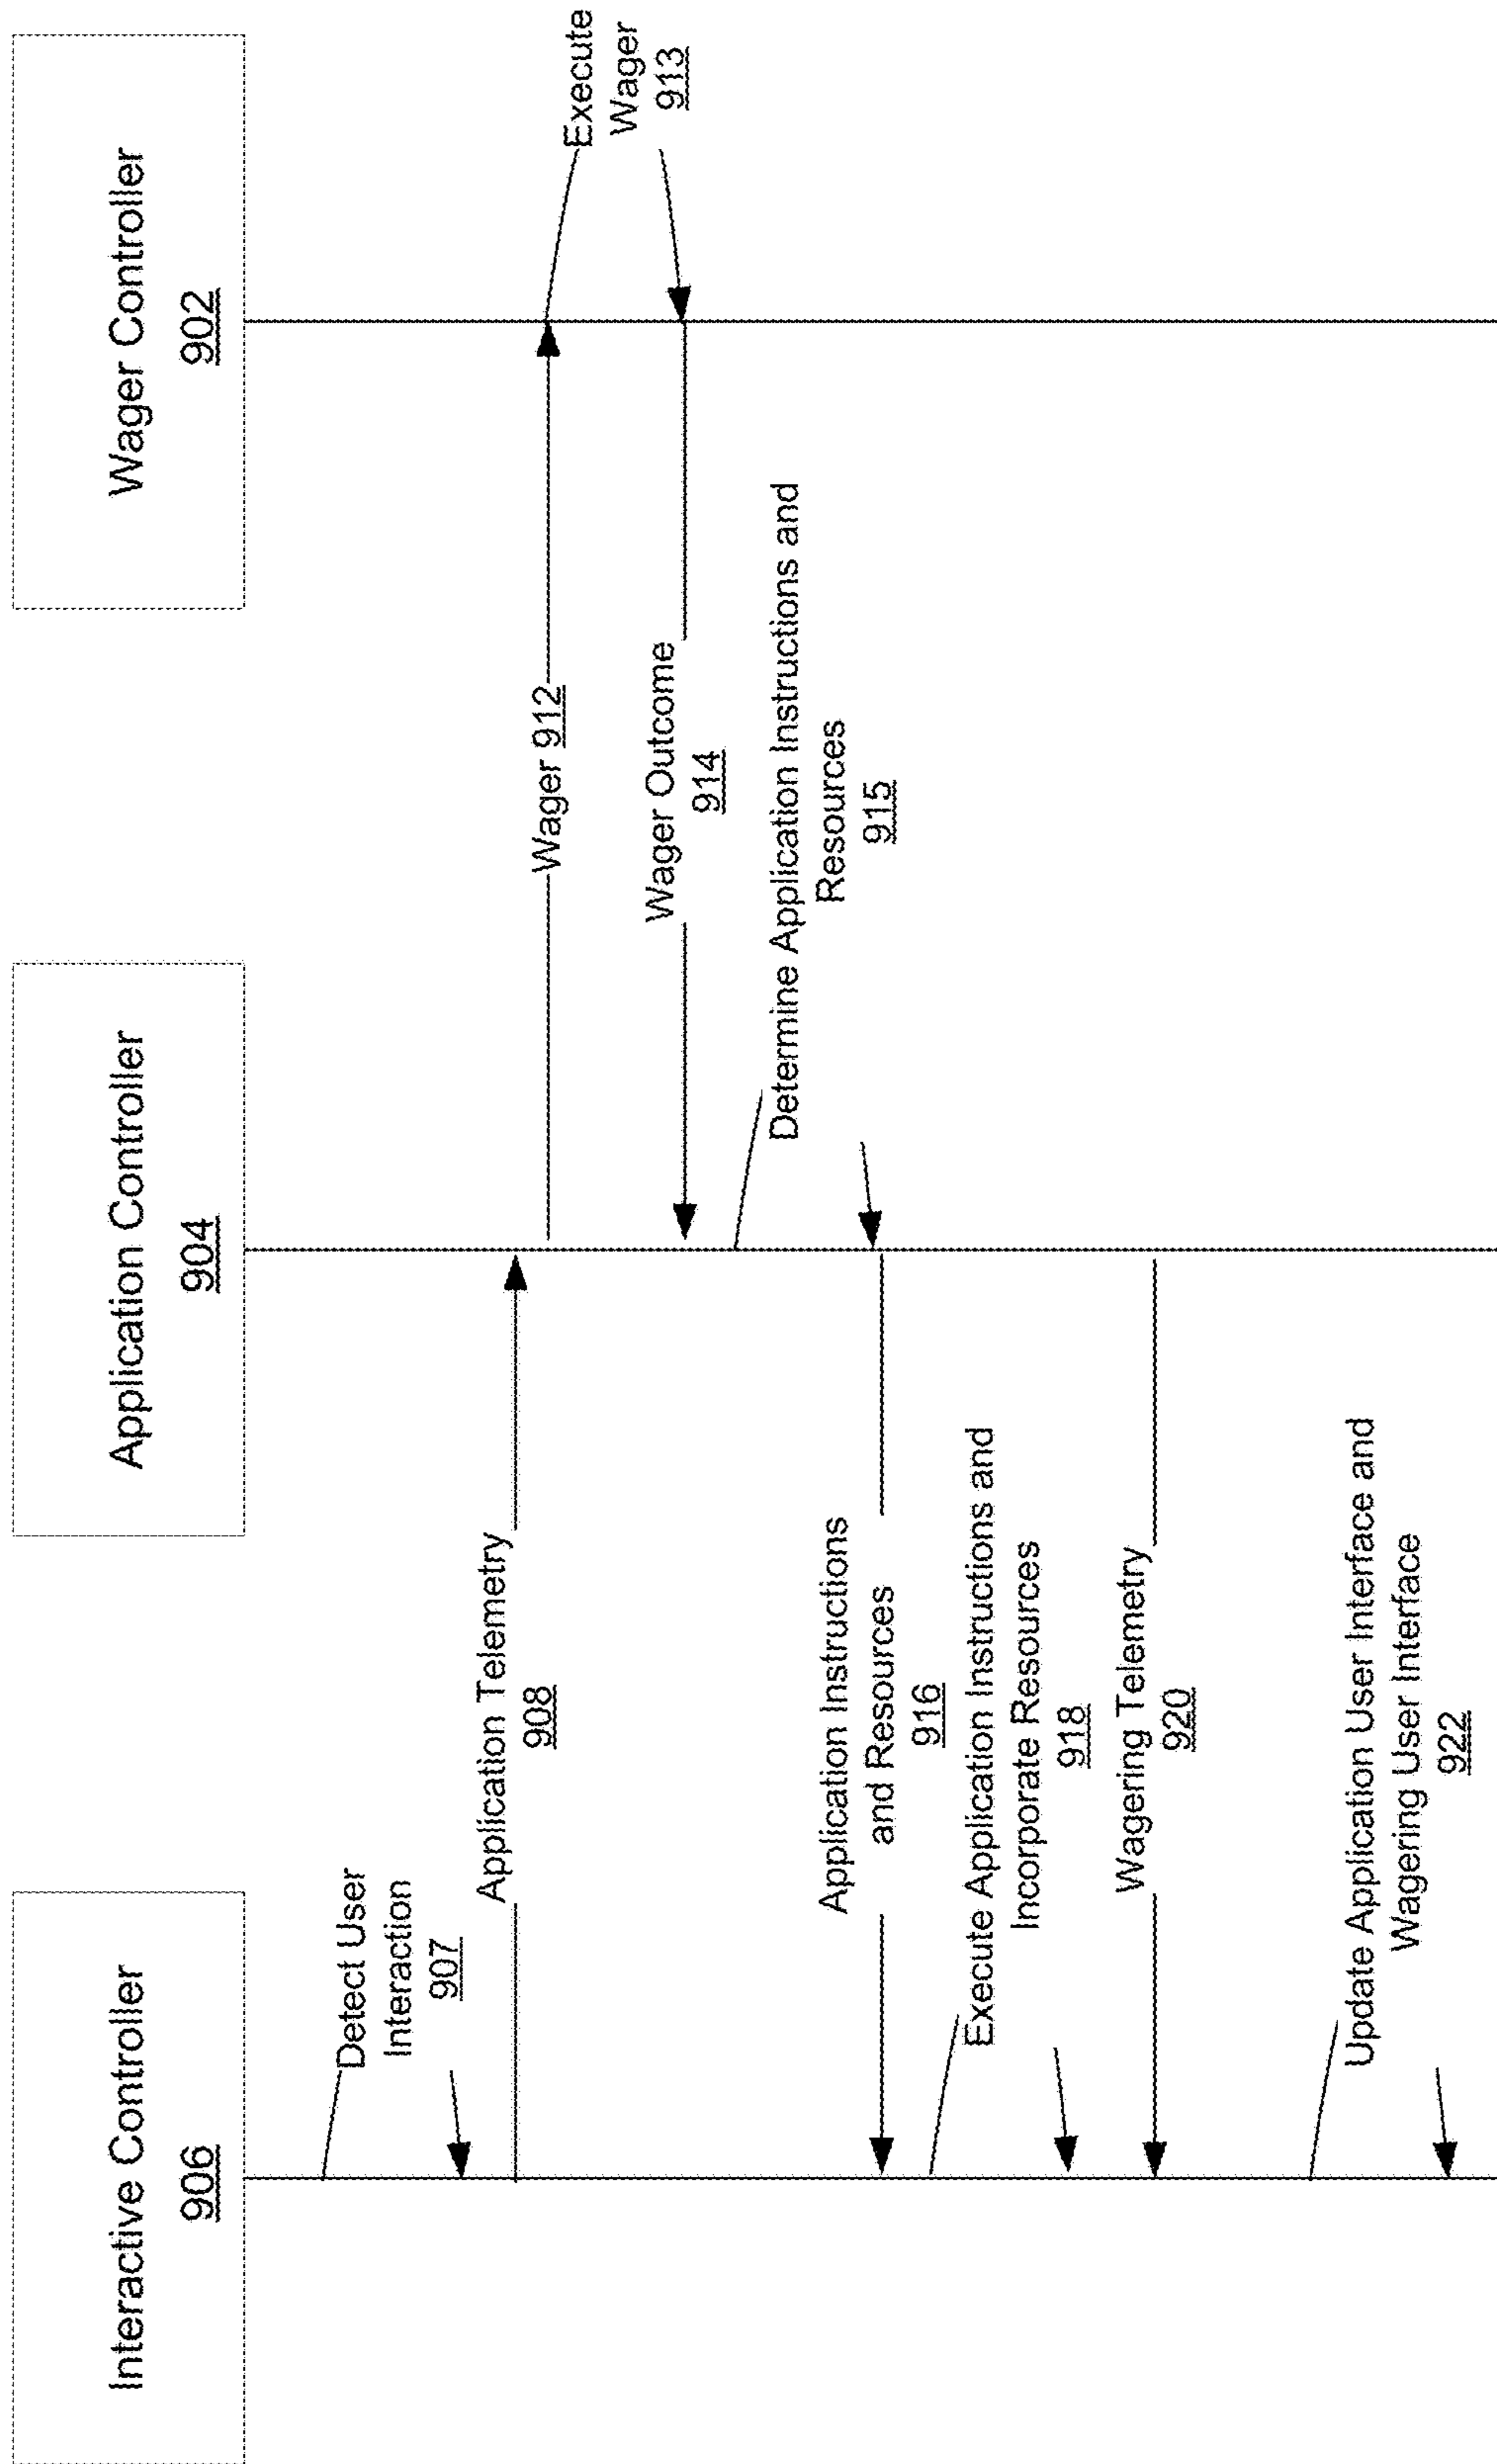 Interactive Controller
906
Application Controller
904
Wager Controller
902
Detect User
Interaction
907
Application Telemetry
908
Wager 912
Execute
Wager
913
Wager Outcome
914
Determine Application Instructions and
Resources
915
Application Instructions
and Resources
916
Execute Application Instructions and
Incorporate Resources
918
Wagering Telemetry
920
Update Application User Interface and
Wagering User Interface
922